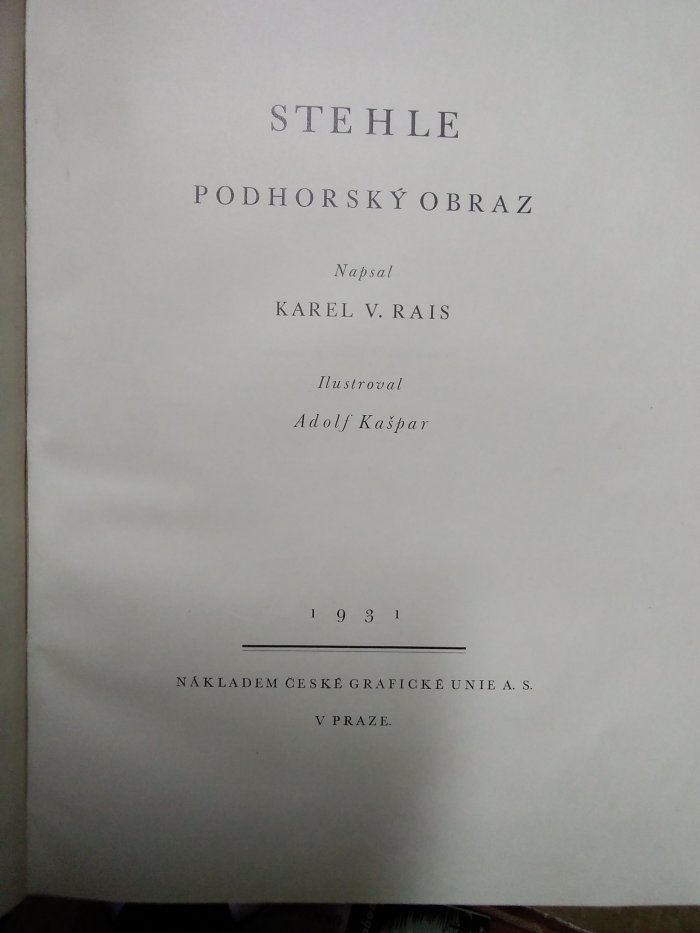 STEHLE
PODHORSKÝ OBRAZ
Napsal
KAREL V. RAIS
Ilustroval
Adolf Kašpar
1931
NÁKLADEM ČESKÉ GRAFICKÉ UNIE A. S.
V PRAZE.